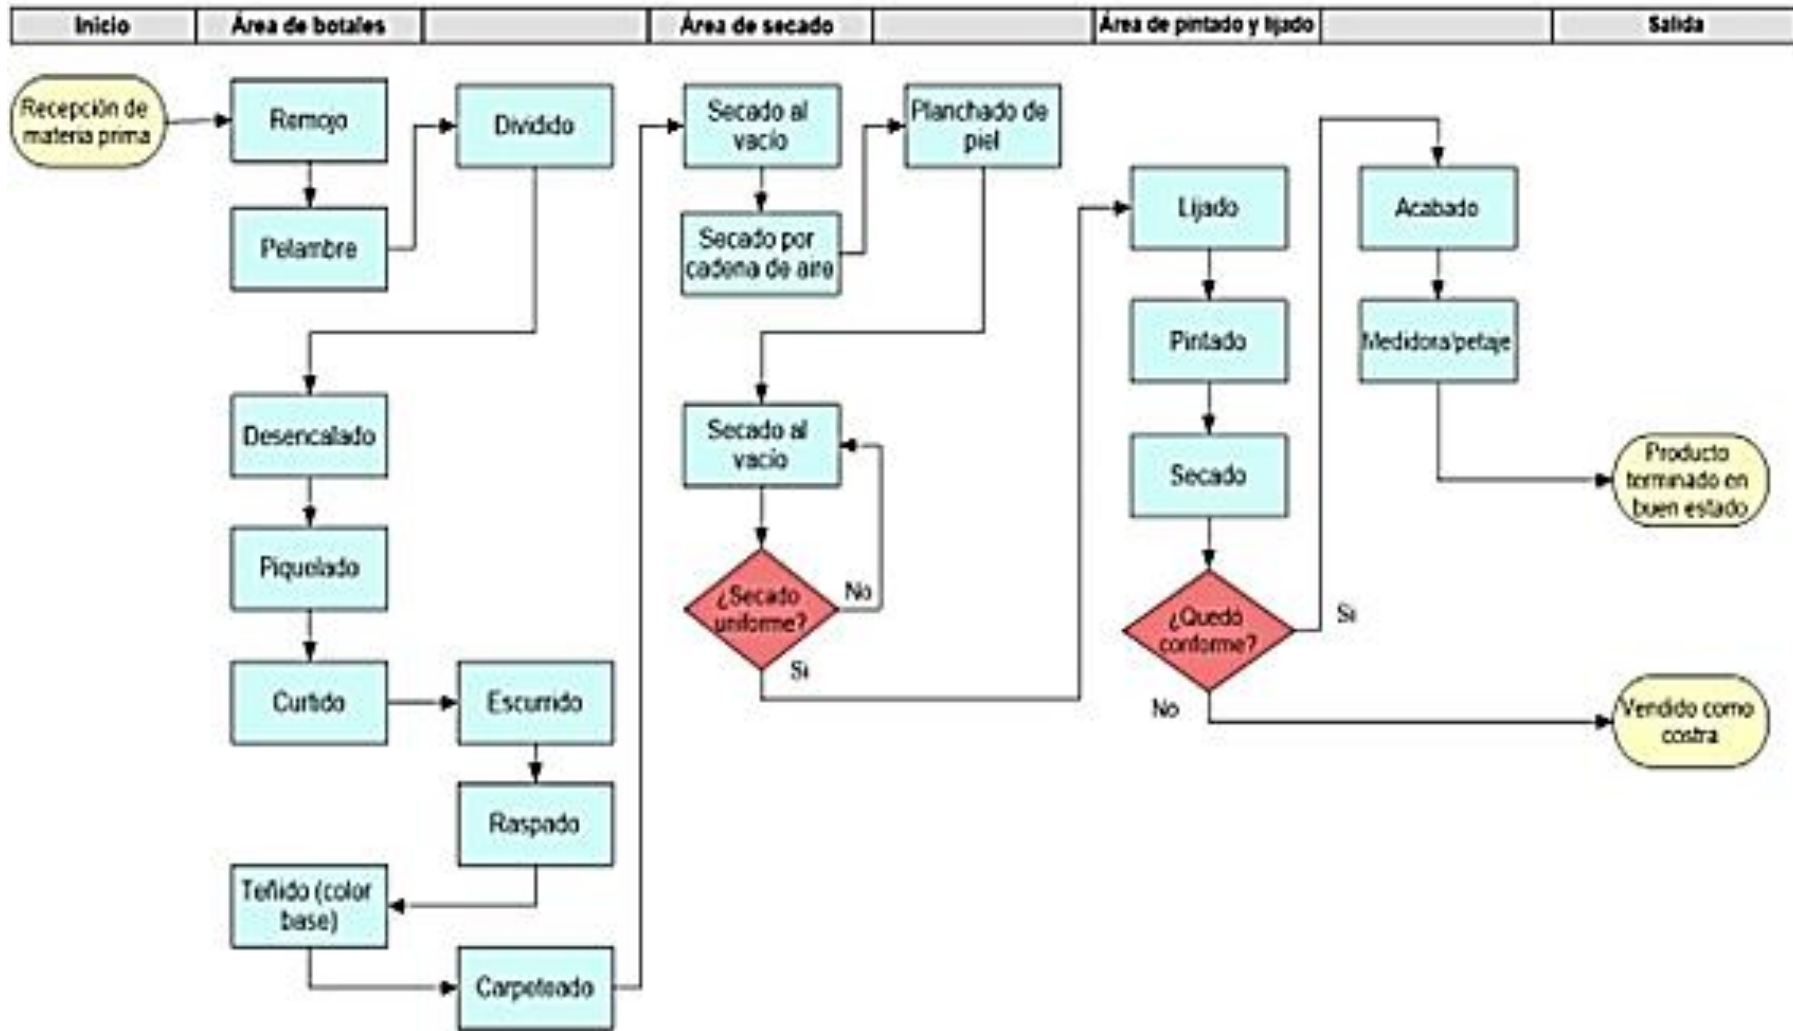 Inicio
Área de botales
Área de secado
Área de pintado y lijado
Salida
Recepción de
materia prima
Remojo
Pelambre
Dividido
Desencalado
Piquelado
Curtido
Escurrido
Raspado
Teñido (color
base)
Carpeteado
Secado al
vacío
Secado por
cadena de aire
Planchado de
piel
Secado al
vacío
¿Secado
uniforme?
No
Si
Lijado
Pintado
Secado
¿Quedó
conforme?
Si
No
Acabado
Medidora/petaje
Producto
terminado en
buen estado
Vendido como
costra